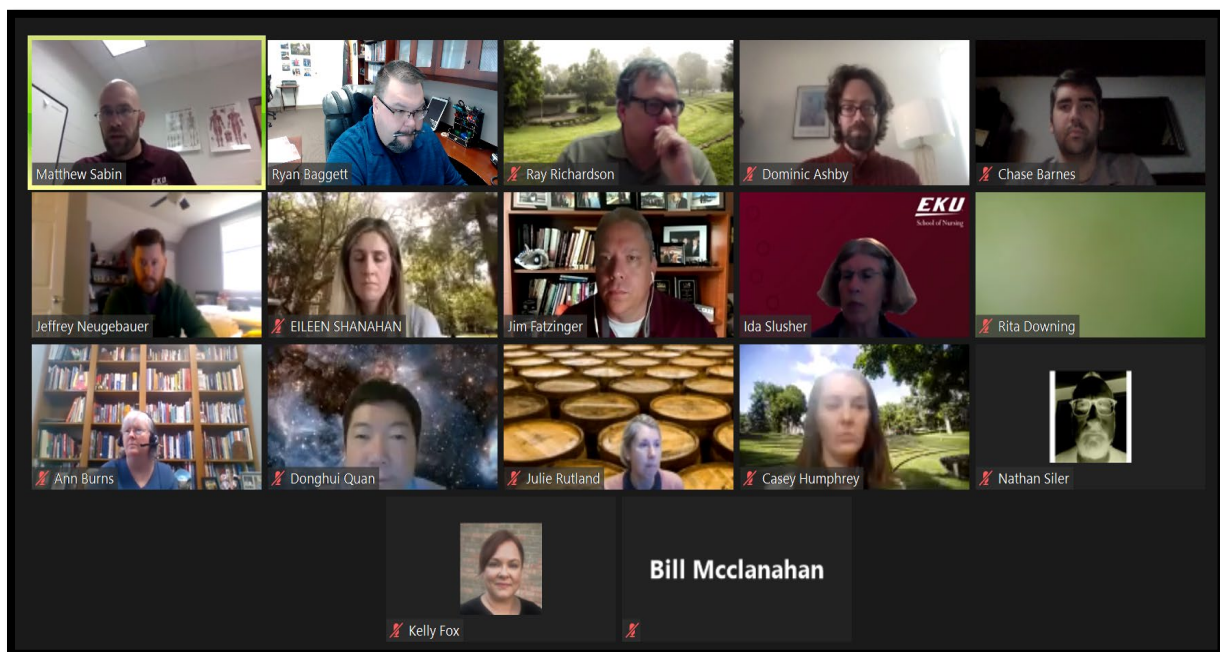 Matthew Sabin
EKU
Ryan Baggett
Ray Richardson
Dominic Ashby
Chase Barnes
Jeffrey Neugebauer
EILEEN SHANAHAN
Jim Fatzinger
EKU
School of Nursing
Ida Slusher
Rita Downing
Ann Burns
Donghui Quan
Julie Rutland
Casey Humphrey
Nathan Siler
Kelly Fox
Bill Mcclanahan